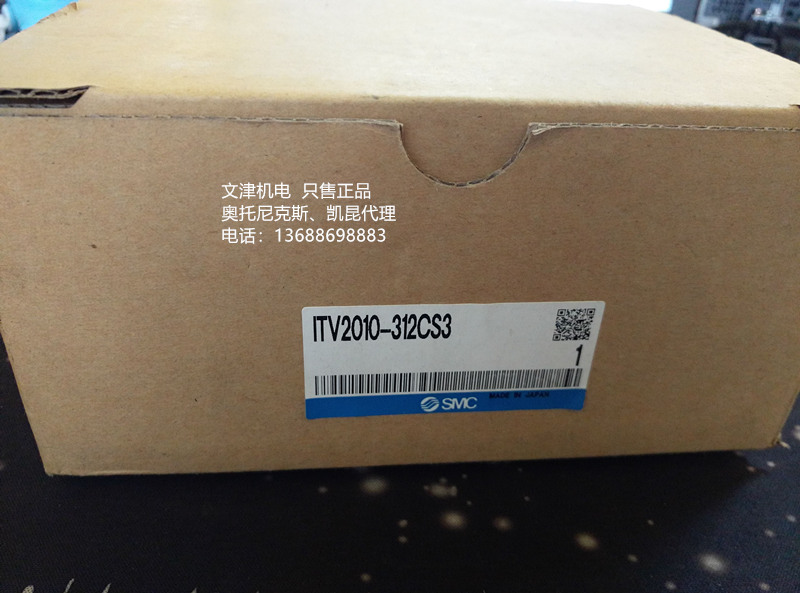 文津机电 只售正品
奥托尼克斯、凯昆代理
电话：13688698883
ITV2010-312CS3
1
MADE IN JAPAN
SMC